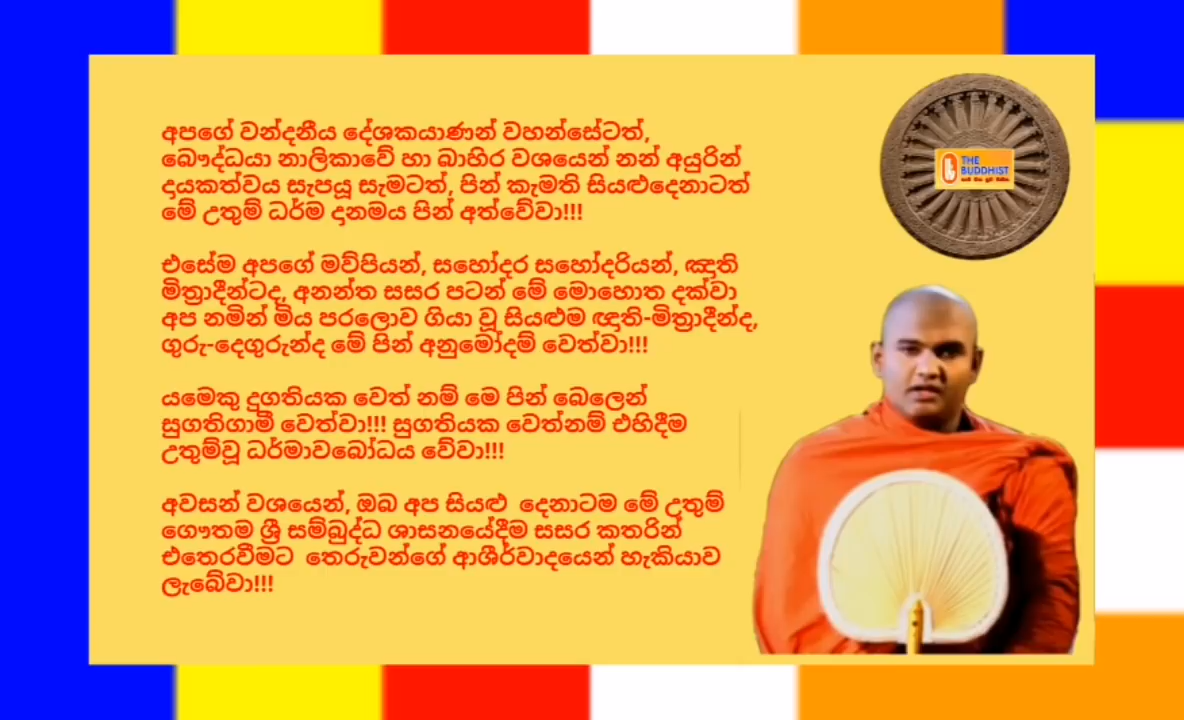 අපගේ වන්දනීය දේශකයාණන් වහන්සේටත්,
බෞද්ධයා නාලිකාවේ හා බාහිර වශයෙන් නන් අයුරින්
දායකත්වය සැපයූ සැමටත්, පින් කැමති සියළුදෙනාටත්
මේ උතුම් ධර්ම දානමය පින් අත්වේවා!!!
එසේම අපගේ මව්පියන්, සහෝදර සහෝදරියන්, ඤාති
මිත්‍රාදීන්ටද, අනන්ත සසර පටන් මේ මොහොත දක්වා
අප නමින් මිය පරලොව ගියා වූ සියළුම ඥාති-මිත්‍රාදීන්ද,
ගුරු-දෙගුරුන්ද මේ පින් අනුමෝදම් වෙත්වා!!!
යමෙකු දුගතියක වෙත් නම් මෙ පින් බෙලෙන්
සුගතිගාමී වෙත්වා!!! සුගතියක වෙත්නම් එහිදීම
උතුම්වූ ධර්මාවබෝධය වේවා!!!
අවසන් වශයෙන්, ඔබ අප සියළු දෙනාටම මේ උතුම්
ගෞතම ශ්‍රී සම්බුද්ධ ශාසනයේදීම සසර කතරින්
එතෙරවීමට තෙරුවන්ගේ ආශීර්වාදයෙන් හැකියාව
ලැබේවා!!!
THE
BUDDHIST